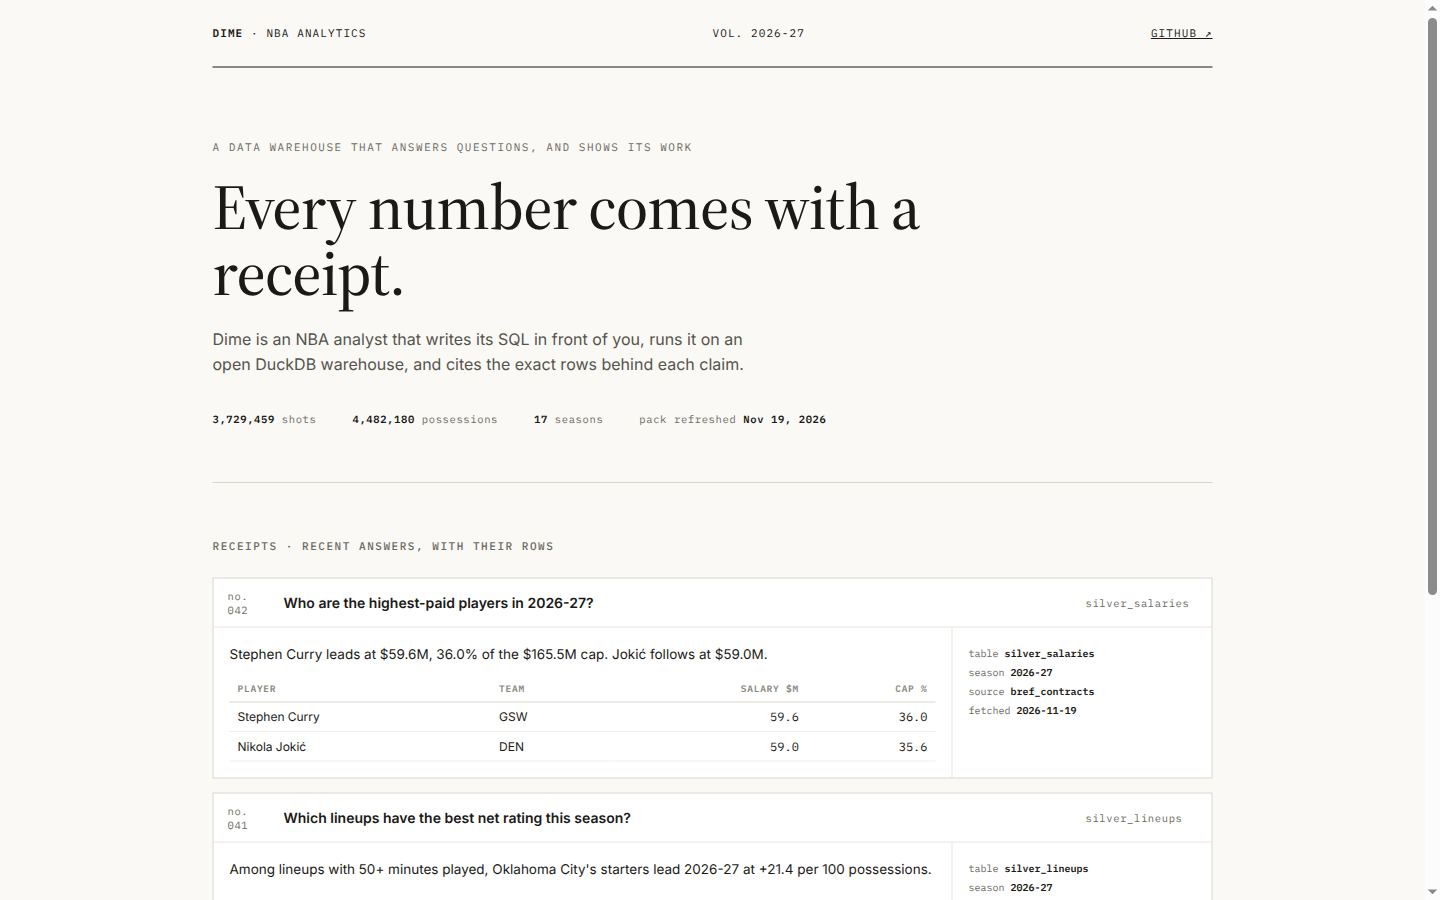 DIME · NBA ANALYTICS
VOL. 2026-27
GITHUB ↗
A DATA WAREHOUSE THAT ANSWERS QUESTIONS, AND SHOWS ITS WORK
Every number comes with a
receipt.
Dime is an NBA analyst that writes its SQL in front of you, runs it on an
open DuckDB warehouse, and cites the exact rows behind each claim.
3,729,459 shots 4,482,180 possessions 17 seasons pack refreshed Nov 19, 2026
RECEIPTS · RECENT ANSWERS, WITH THEIR ROWS
no.
042
Who are the highest-paid players in 2026-27?
silver_salaries
Stephen Curry leads at $59.6M, 36.0% of the $165.5M cap. Jokić follows at $59.0M.
PLAYER TEAM SALARY $M CAP %
Stephen Curry GSW 59.6 36.0
Nikola Jokić DEN 59.0 35.6
table silver_salaries
season 2026-27
source bref_contracts
fetched 2026-11-19
no.
041
Which lineups have the best net rating this season?
silver_lineups
Among lineups with 50+ minutes played, Oklahoma City's starters lead 2026-27 at +21.4 per 100 possessions.
table silver_lineups
season 2026-27